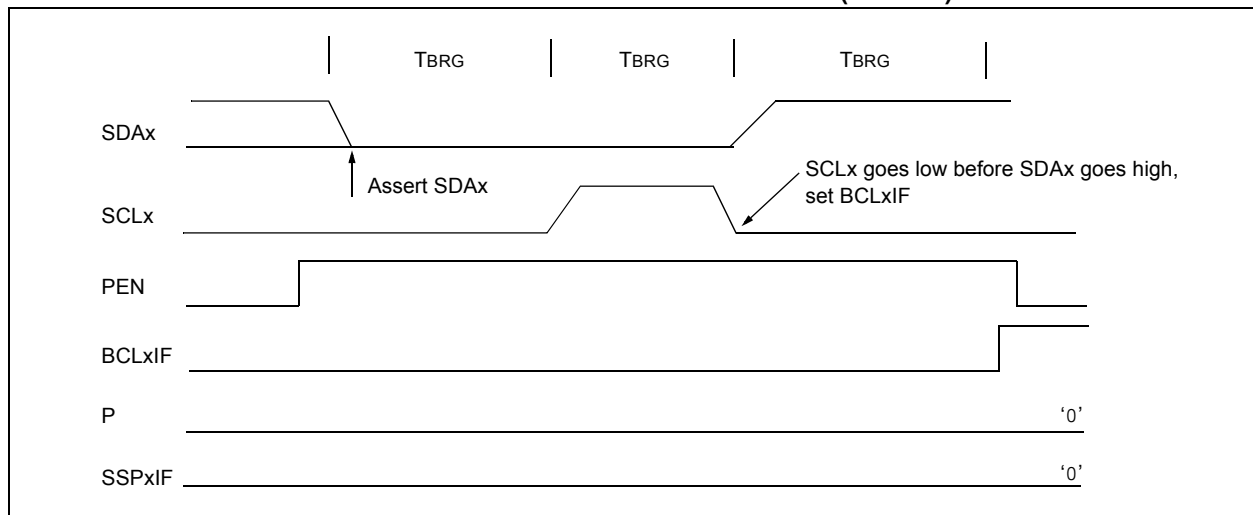 TBRG TBRG TBRG
SDAx
Assert SDAx
SCLx goes low before SDAx goes high,
set BCLxIF
SCLx
PEN
BCLxIF
P
'0'
SSPxIF
'0'